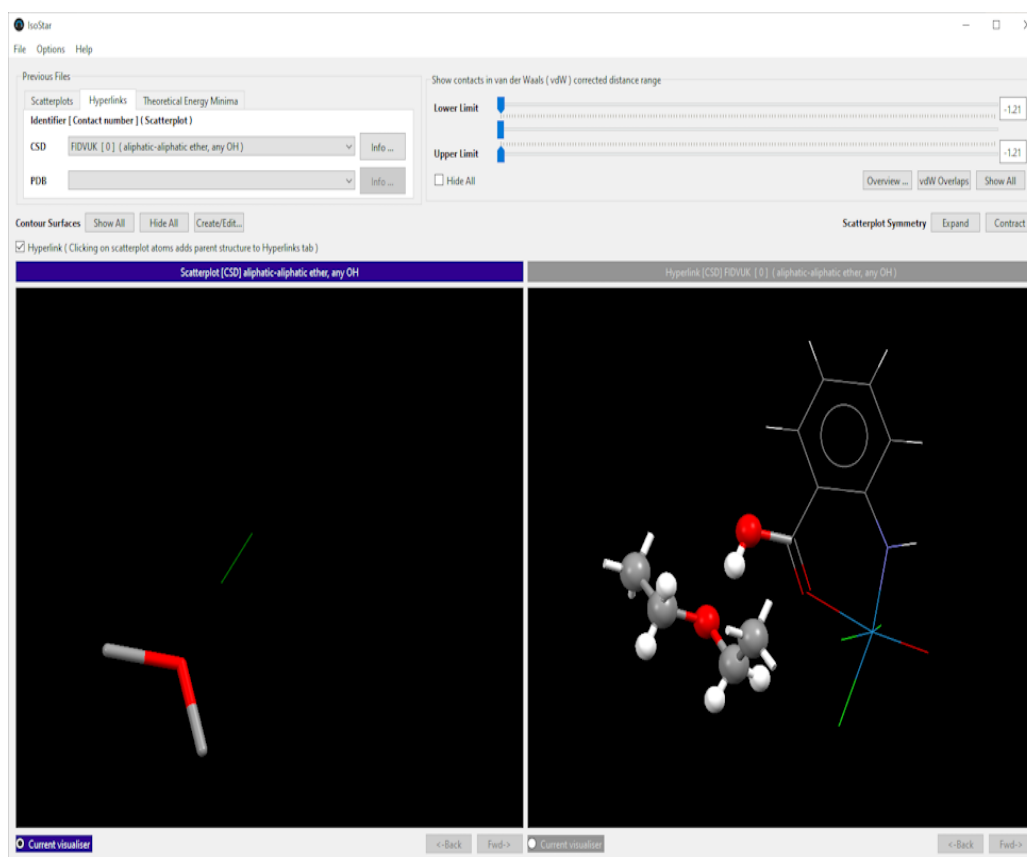 IsoStar
File Options Help
Previous Files
Scatterplots Hyperlinks Theoretical Energy Minima
Identifier [ Contact number ] ( Scatterplot )
CSD FIDVUK [ 0 ] ( aliphatic-aliphatic ether, any OH ) Info ...
PDB Info ...
Show contacts in van der Waals ( vdW ) corrected distance range
Lower Limit -1.21
Upper Limit -1.21
Hide All Overview ... vdW Overlaps Show All
Contour Surfaces Show All Hide All Create/Edit... Scatterplot Symmetry Expand Contract
Hyperlink ( Clicking on scatterplot atoms adds parent structure to Hyperlinks tab )
Scatterplot [CSD] aliphatic-aliphatic ether, any OH
Hyperlink [CSD] FIDVUK [ 0 ] ( aliphatic-aliphatic ether, any OH )
Current visualiser <-Back Fwd-> Current visualiser <-Back Fwd->